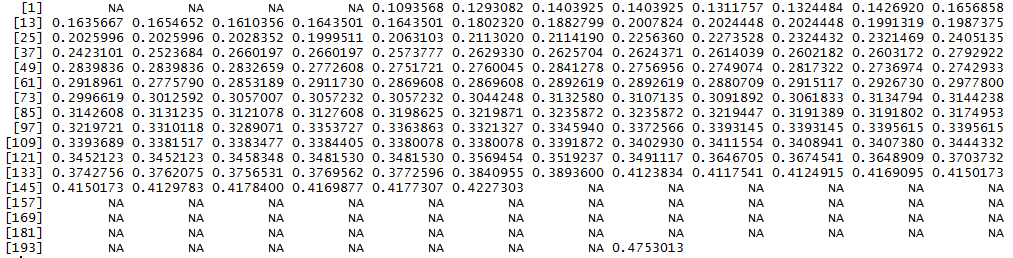 [1] NA NA NA NA 0.1093568 0.1293082 0.1403925 0.1403925 0.1311757 0.1324484 0.1426920 0.1656858
[13] 0.1635667 0.1654652 0.1610356 0.1643501 0.1643501 0.1802320 0.1882799 0.2007824 0.2024448 0.2024448 0.1991319 0.1987375
[25] 0.2025996 0.2025996 0.2028352 0.1999511 0.2063103 0.2113020 0.2114190 0.2256360 0.2273528 0.2324432 0.2321469 0.2405135
[37] 0.2423101 0.2523684 0.2660197 0.2660197 0.2573777 0.2629330 0.2625704 0.2624371 0.2614039 0.2602182 0.2603172 0.2792922
[49] 0.2839836 0.2839836 0.2832659 0.2772608 0.2751721 0.2760045 0.2841278 0.2756956 0.2749074 0.2817322 0.2736974 0.2742933
[61] 0.2918961 0.2775790 0.2853189 0.2911730 0.2869608 0.2869608 0.2892619 0.2892619 0.2880709 0.2915117 0.2926730 0.2977800
[73] 0.2996619 0.3012592 0.3057007 0.3057232 0.3057232 0.3044248 0.3132580 0.3107135 0.3091892 0.3061833 0.3134794 0.3144238
[85] 0.3142608 0.3131235 0.3121078 0.3127608 0.3198625 0.3219871 0.3235872 0.3235872 0.3219447 0.3191389 0.3191802 0.3174953
[97] 0.3219721 0.3310118 0.3289071 0.3353727 0.3363863 0.3321327 0.3345940 0.3372566 0.3393145 0.3393145 0.3395615 0.3395615
[109] 0.3393689 0.3381517 0.3383477 0.3384405 0.3380078 0.3380078 0.3391872 0.3402930 0.3411554 0.3408941 0.3407380 0.3444332
[121] 0.3452123 0.3452123 0.3458348 0.3481530 0.3481530 0.3569454 0.3519237 0.3491117 0.3646705 0.3674541 0.3648909 0.3703732
[133] 0.3742756 0.3762075 0.3756531 0.3769562 0.3772596 0.3840955 0.3893600 0.4123834 0.4117541 0.4124915 0.4169095 0.4150173
[145] 0.4150173 0.4129783 0.4178400 0.4169877 0.4177307 0.4227303 NA NA NA NA NA NA
[157] NA NA NA NA NA NA NA NA NA NA NA NA
[169] NA NA NA NA NA NA NA NA NA NA NA NA
[181] NA NA NA NA NA NA NA NA NA NA NA NA
[193] NA NA NA NA NA NA NA 0.4753013